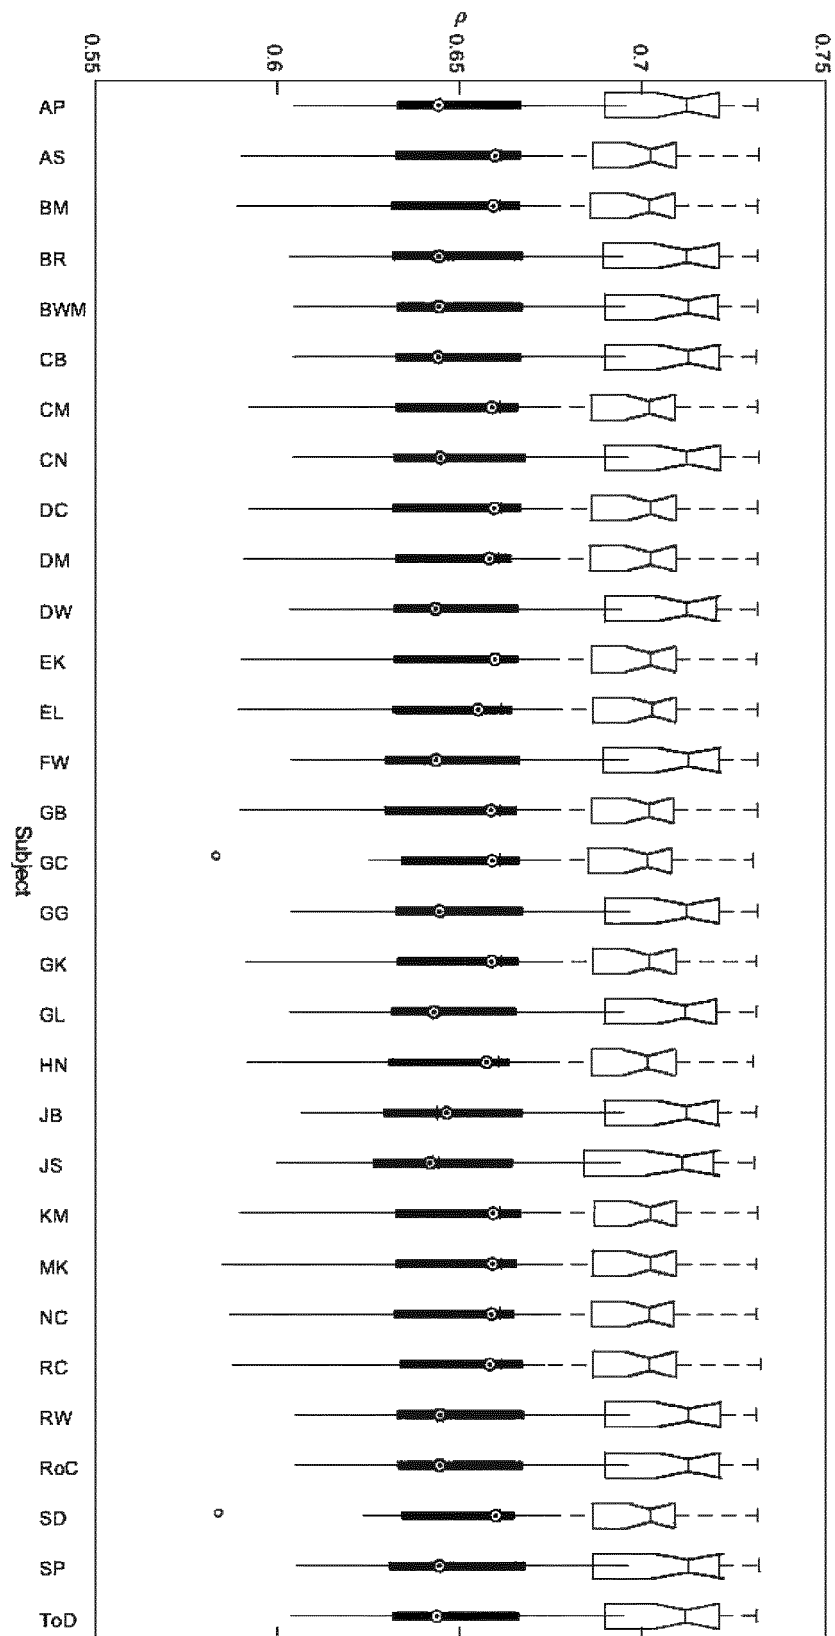 ρ
0.55
0.6
0.65
0.7
0.75
AP
AS
BM
BR
BWM
CB
CM
CN
DC
DM
DW
EK
EL
FW
GB
GC
GG
GK
GL
HN
JB
JS
KM
MK
NC
RC
RW
RoC
SD
SP
ToD
Subject